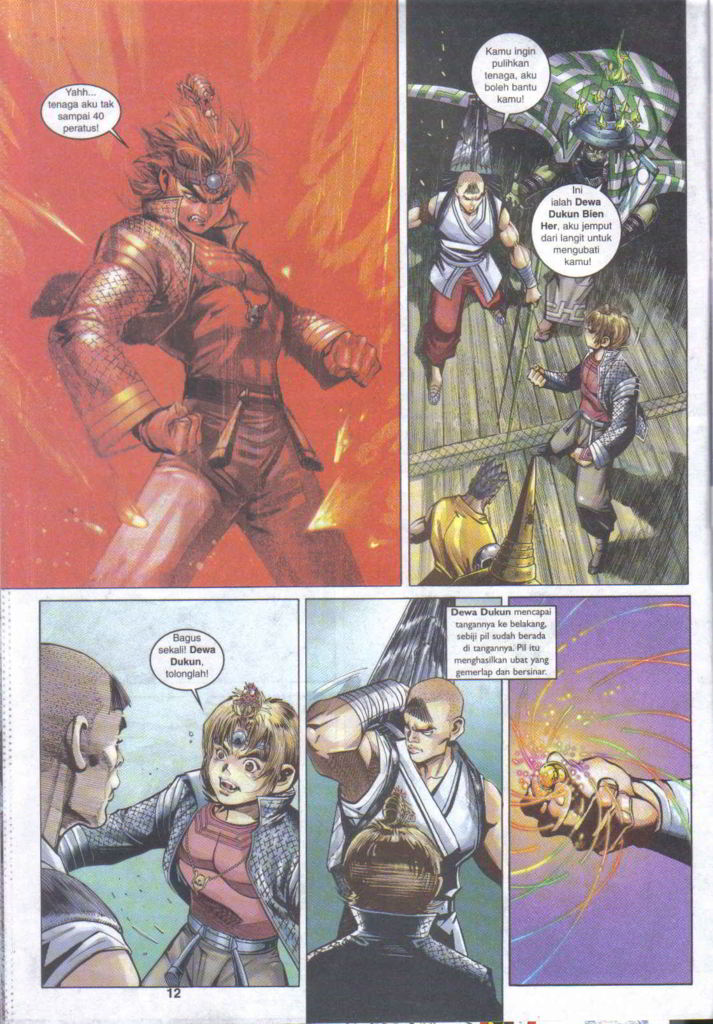 Yahh...
tenaga aku tak
sampai 40
peratus!
Kamu ingin
pulihkan
tenaga, aku
boleh bantu
kamu!
Ini
ialah Dewa
Dukun Bien
Her, aku jemput
dari langit untuk
mengubati
kamu!
Bagus
sekali! Dewa
Dukun,
tolonglah!
Dewa Dukun mencapai
tangannya ke belakang,
sebiji pil sudah berada
di tangannya. Pil itu
menghasilkan ubat yang
gemerlap dan bersinar.
12